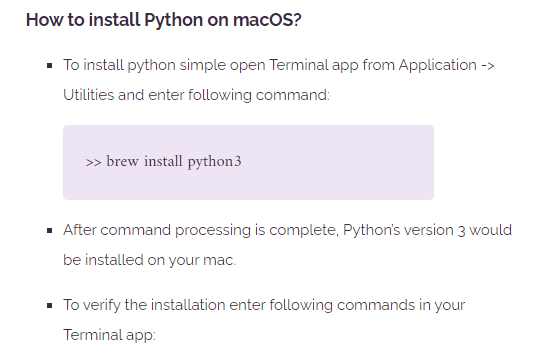 How to install Python on macOS?
▪ To install python simple open Terminal app from Application ->
Utilities and enter following command:
>> brew install python3
▪ After command processing is complete, Python's version 3 would
be installed on your mac.
▪ To verify the installation enter following commands in your
Terminal app: